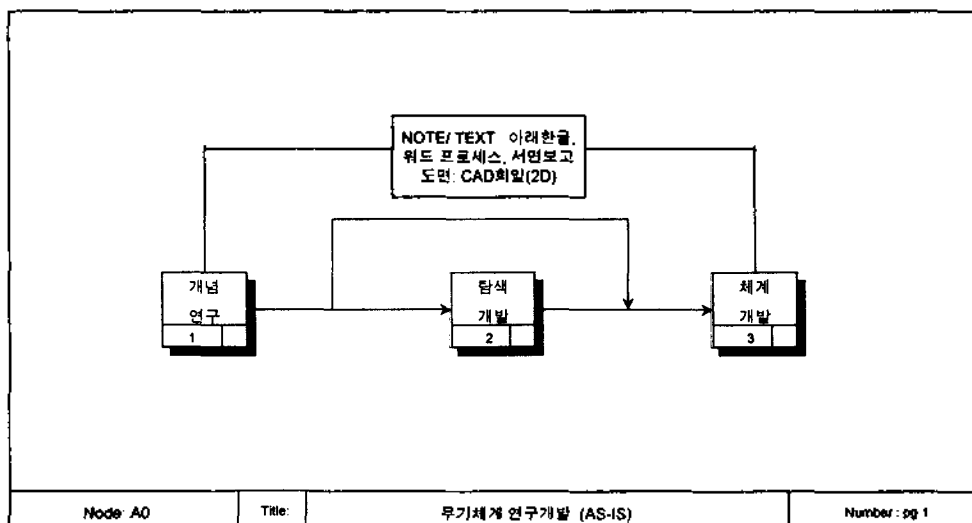 NOTE/ TEXT 아래한글,
워드 프로세스, 서면보고
도면: CAD화일(2D)
개념
연구
1
탐색
개발
2
체계
개발
3
Node: A0
Title:
무기체계 연구개발 (AS-IS)
Number : pg 1